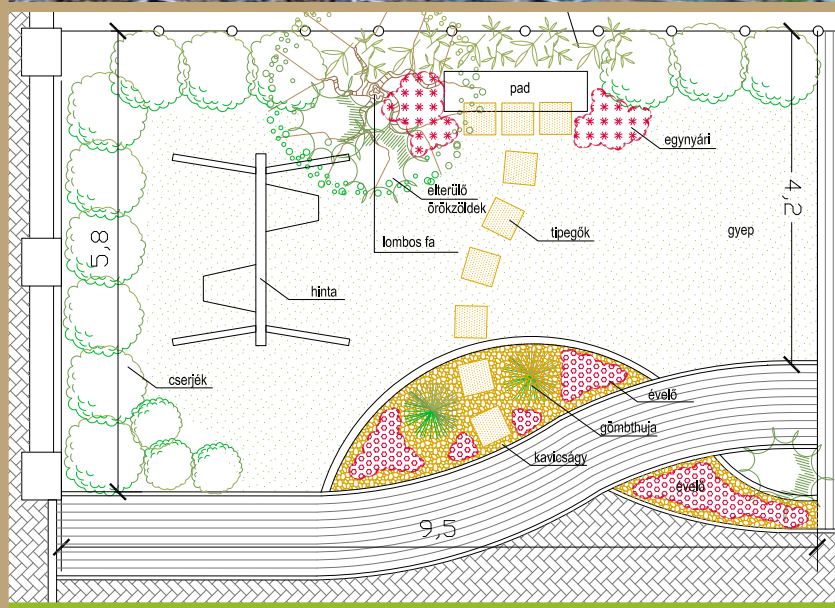 pad
egynyári
4,2
elterülő
örökzöldek
tipegők
gyep
lombos fa
5,8
hinta
cserjék
évelő
gömbthuja
kavicságy
évelő
9,5